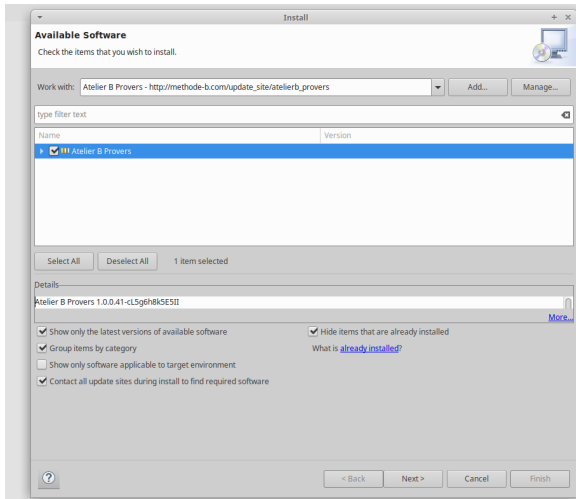 Install
Available Software
Check the items that you wish to install.
Work with: Atelier B Provers - http://methode-b.com/update_site/atelierb_provers Add... Manage...
type filter text
Name Version
Atelier B Provers
Select All Deselect All 1 item selected
Details
Atelier B Provers 1.0.0.41-cL5g6h8k5E5II
More...
Show only the latest versions of available software Hide items that are already installed
Group items by category What is already installed?
Show only software applicable to target environment
Contact all update sites during install to find required software
? < Back Next > Cancel Finish